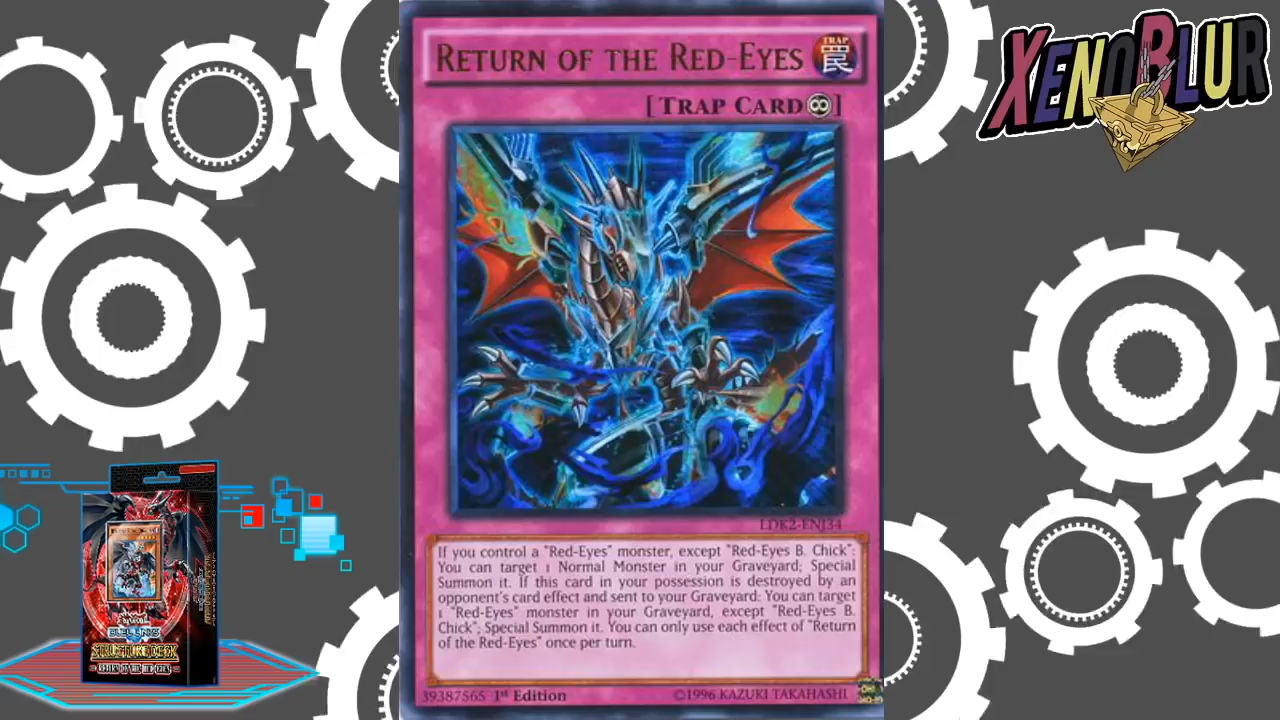 XENOBLUR
RETURN OF THE RED-EYES
TRAP
罠
[TRAP CARD ]
LDK2-ENJ34
If you control a "Red-Eyes" monster, except "Red-Eyes B. Chick":
You can target 1 Normal Monster in your Graveyard; Special
Summon it. If this card in your possession is destroyed by an
opponent's card effect and sent to your Graveyard: You can target
1 "Red-Eyes" monster in your Graveyard, except "Red-Eyes B.
Chick"; Special Summon it. You can only use each effect of "Return
of the Red-Eyes" once per turn.
39387565 1st Edition
©1996 KAZUKI TAKAHASHI
DUEL LINKS
STRUCTURE DECK